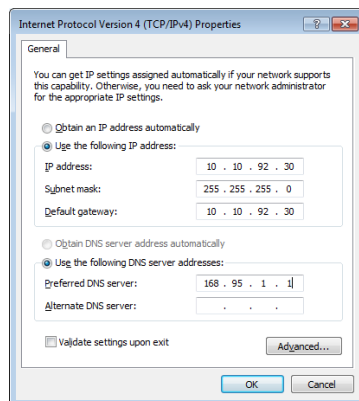 Internet Protocol Version 4 (TCP/IPv4) Properties
General
You can get IP settings assigned automatically if your network supports
this capability. Otherwise, you need to ask your network administrator
for the appropriate IP settings.
Obtain an IP address automatically
Use the following IP address:
IP address: 10 . 10 . 92 . 30
Subnet mask: 255 . 255 . 255 . 0
Default gateway: 10 . 10 . 92 . 30
Obtain DNS server address automatically
Use the following DNS server addresses:
Preferred DNS server: 168 . 95 . 1 . 1
Alternate DNS server: . . .
Validate settings upon exit
Advanced...
OK Cancel